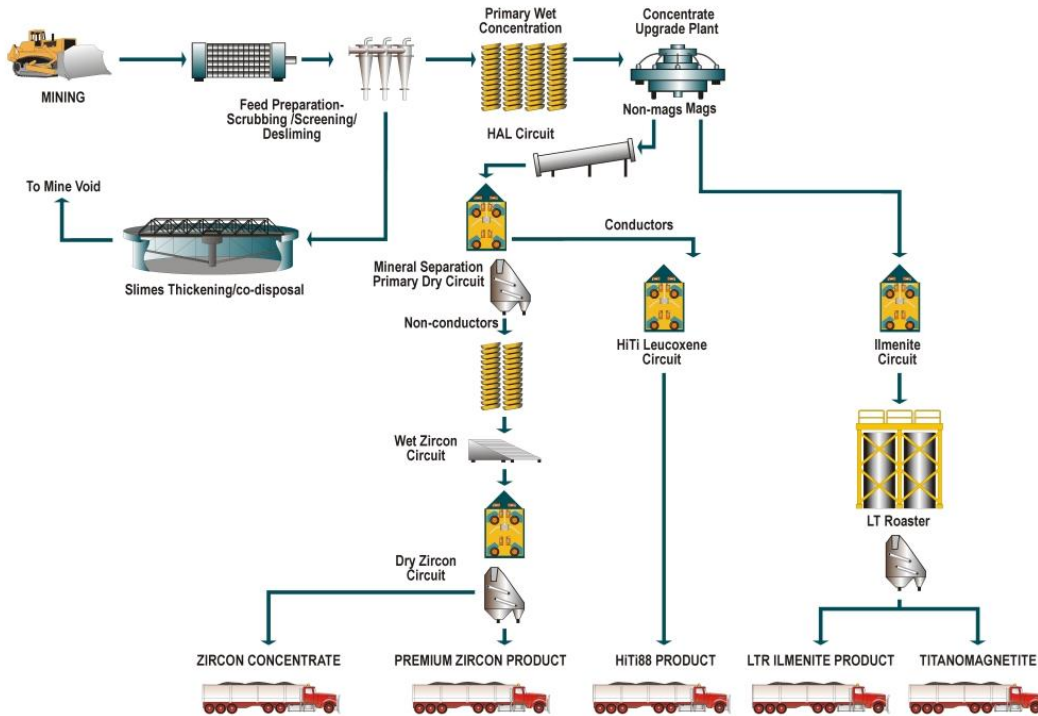 MINING
Feed Preparation-
Scrubbing /Screening/
Desliming
Primary Wet
Concentration
Concentrate
Upgrade Plant
Non-mags Mags
HAL Circuit
To Mine Void
Slimes Thickening/co-disposal
Conductors
Mineral Separation
Primary Dry Circuit
Non-conductors
HiTi Leucoxene
Circuit
Ilmenite
Circuit
Wet Zircon
Circuit
LT Roaster
Dry Zircon
Circuit
ZIRCON CONCENTRATE
PREMIUM ZIRCON PRODUCT
HiTi88 PRODUCT
LTR ILMENITE PRODUCT
TITANOMAGNETITE